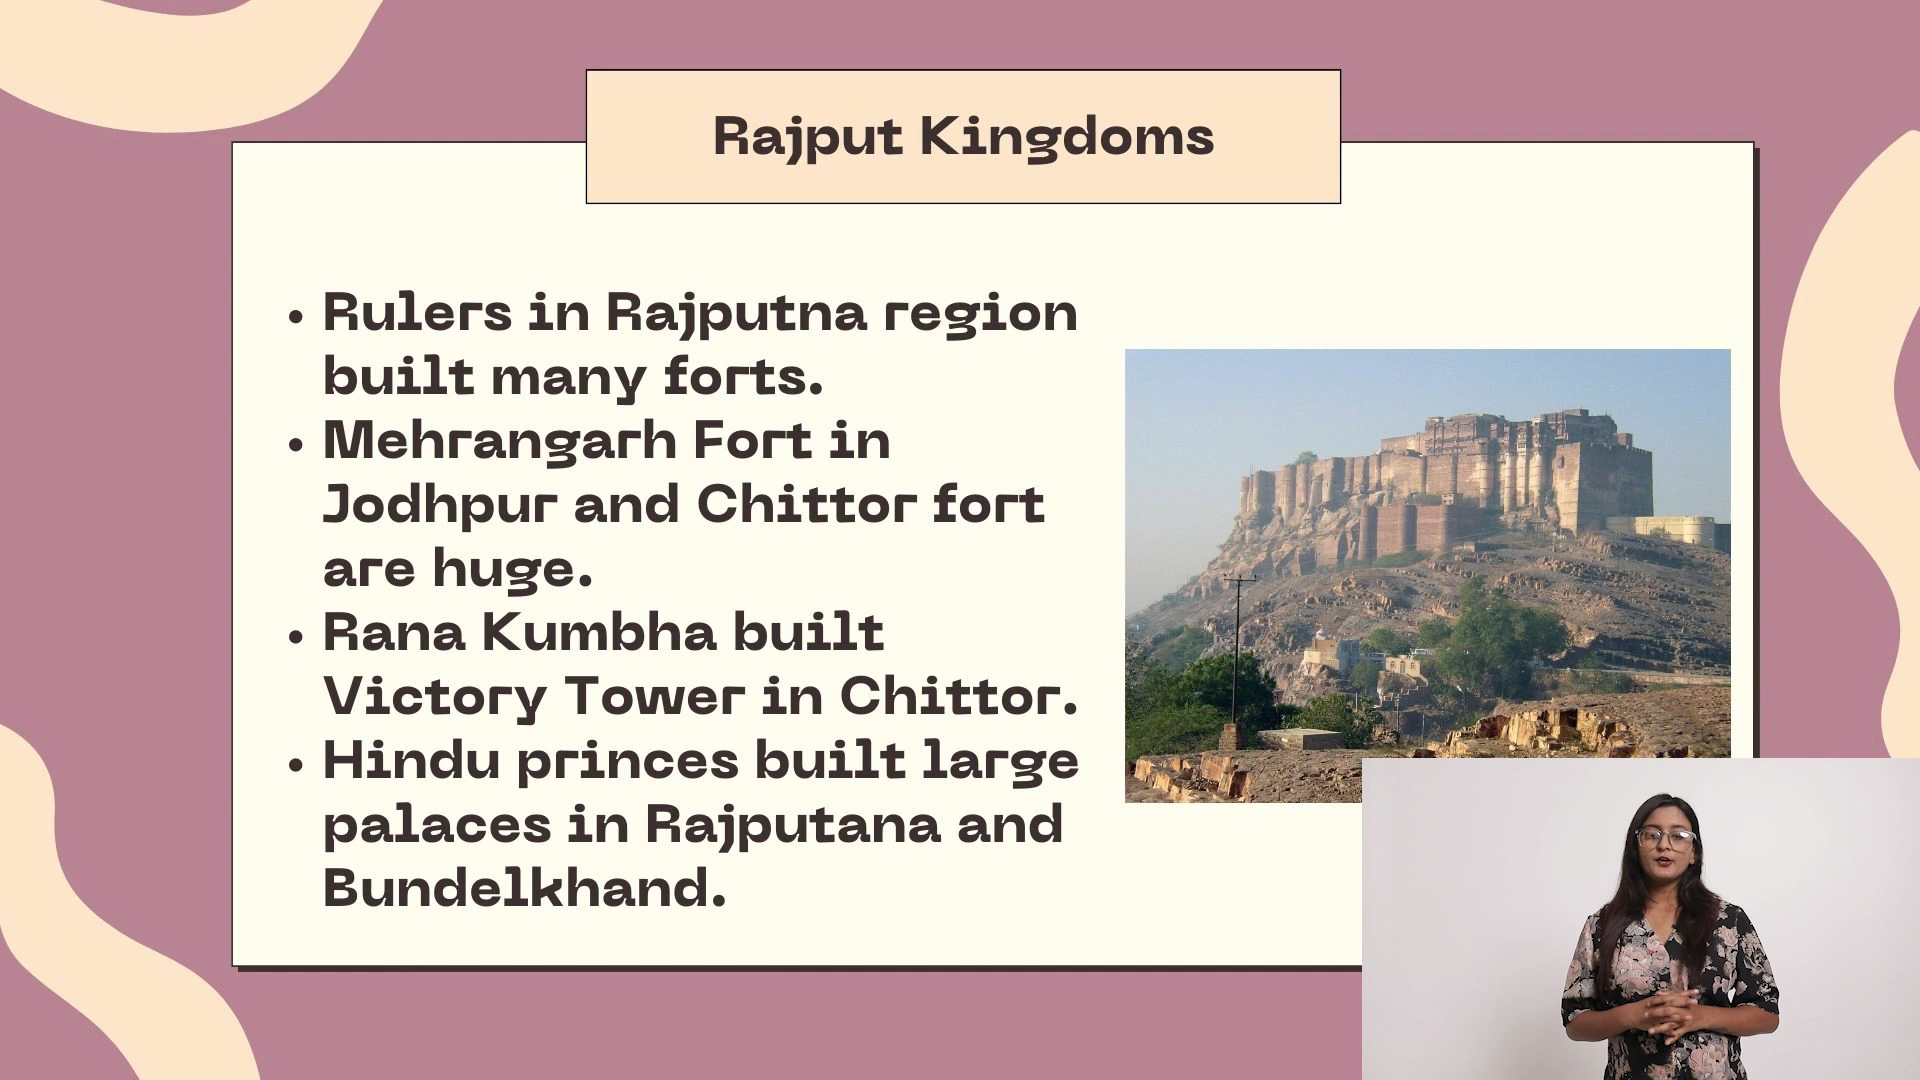 Rajput Kingdoms
• Rulers in Rajputna region
built many forts.
• Mehrangarh Fort in
Jodhpur and Chittor fort
are huge.
• Rana Kumbha built
Victory Tower in Chittor.
• Hindu princes built large
palaces in Rajputana and
Bundelkhand.